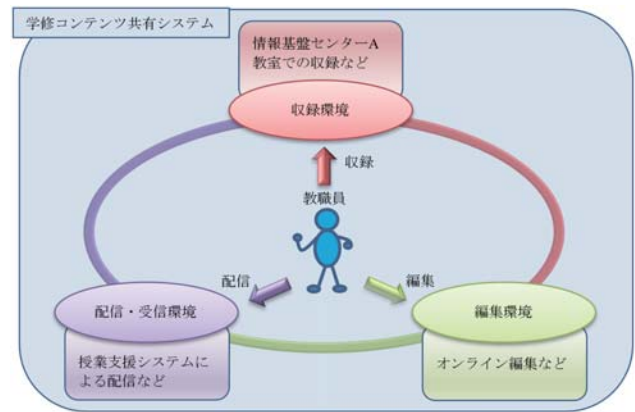 学修コンテンツ共有システム
情報基盤センターA
教室での収録など
収録環境
収録
教職員
配信
編集
配信・受信環境
編集環境
授業支援システムに
よる配信など
オンライン編集など